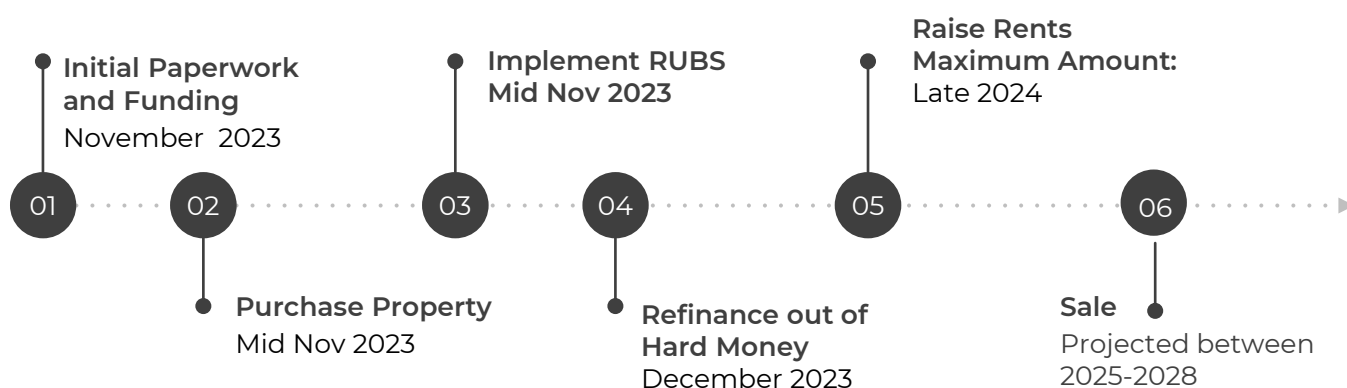 01
Initial Paperwork
and Funding
November 2023
02
Purchase Property
Mid Nov 2023
03
Implement RUBS
Mid Nov 2023
04
Refinance out of
Hard Money
December 2023
05
Raise Rents
Maximum Amount:
Late 2024
06
Sale
Projected between
2025-2028